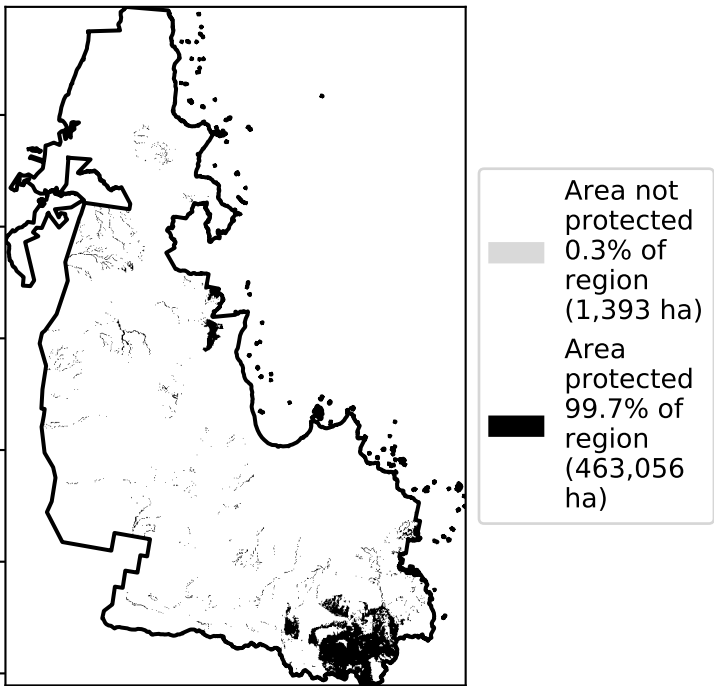 Area not
protected
0.3% of
region
(1,393 ha)
Area
protected
99.7% of
region
(463,056
ha)